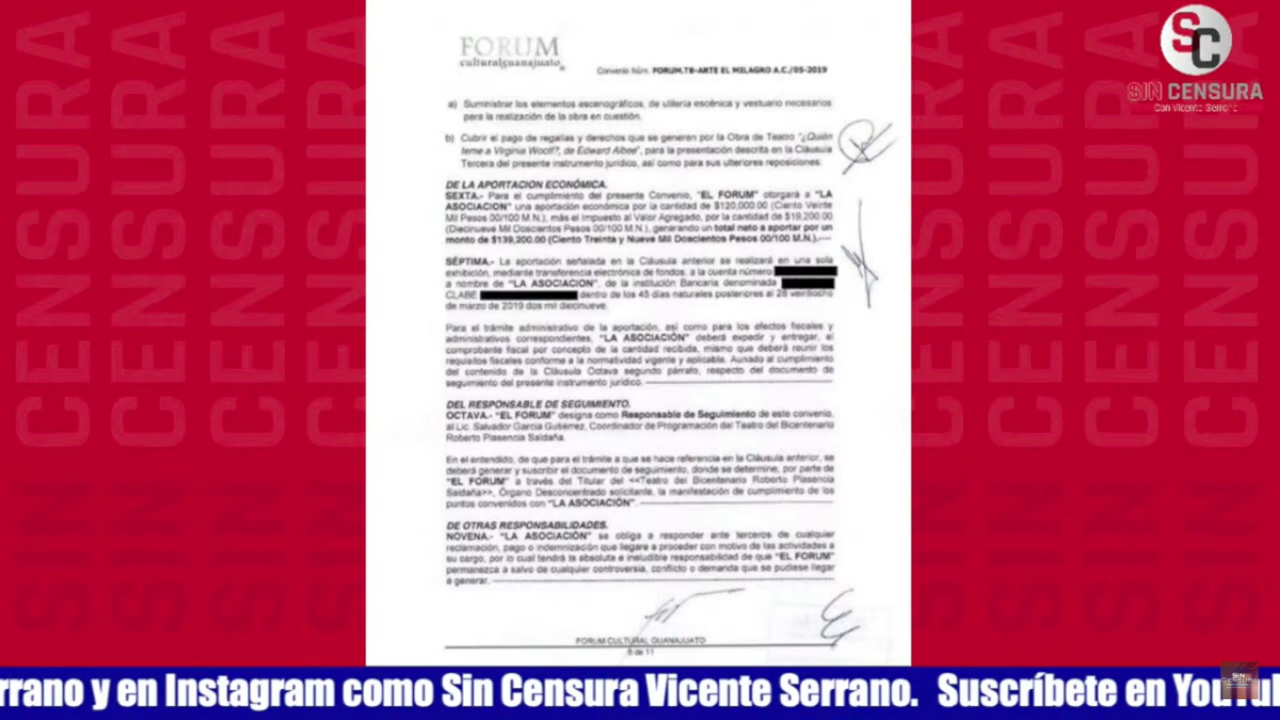 FORUM
culturalguanajuato
Convenio Núm. FORUM.TB-ARTE EL MILAGRO A.C./05-2019
SC
SIN CENSURA
Con Vicente Serrano
a) Suministrar los elementos escenográficos, de utilería escénica y vestuario necesarios
para la realización de la obra en cuestión.
b) Cubrir el pago de regalías y derechos que se generen por la Obra de Teatro "¿Quién
teme a Virginia Woolf?, de Edward Albee", para la presentación descrita en la Cláusula
Tercera del presente instrumento jurídico, así como para sus ulteriores reposiciones.
DE LA APORTACIÓN ECONÓMICA.
SEXTA.- Para el cumplimiento del presente Convenio, "EL FORUM" otorgará a "LA
ASOCIACIÓN" una aportación económica por la cantidad de $120,000.00 (Ciento Veinte
Mil Pesos 00/100 M.N.), más el Impuesto al Valor Agregado, por la cantidad de $19,200.00
(Diecinueve Mil Doscientos Pesos 00/100 M.N.), generando un total neto a aportar por un
monto de $139,200.00 (Ciento Treinta y Nueve Mil Doscientos Pesos 00/100 M.N.).
SÉPTIMA.- La aportación señalada en la Cláusula anterior se realizará en una sola
exhibición, mediante transferencia electrónica de fondos, a la cuenta número
a nombre de "LA ASOCIACIÓN", de la institución Bancaria denominada
CLABE dentro de los 45 días naturales posteriores al 28 veintiocho
de marzo de 2019 dos mil diecinueve.
Para el trámite administrativo de la aportación, así como para los efectos fiscales y
administrativos correspondientes, "LA ASOCIACIÓN" deberá expedir y entregar, el
comprobante fiscal por concepto de la cantidad recibida, mismo que deberá reunir los
requisitos fiscales conforme a la normatividad vigente y aplicable. Aunado al cumplimiento
del contenido de la Cláusula Octava segundo párrafo, respecto del documento de
seguimiento del presente instrumento jurídico.
DEL RESPONSABLE DE SEGUIMIENTO.
OCTAVA.- "EL FORUM" designa como Responsable de Seguimiento de este convenio,
al Lic. Salvador García Gutiérrez, Coordinador de Programación del Teatro del Bicentenario
Roberto Plasencia Saldaña.
En el entendido, de que para el trámite a que se hace referencia en la Cláusula anterior, se
deberá generar y suscribir el documento de seguimiento, donde se determine, por parte de
"EL FORUM" a través del Titular del <<Teatro del Bicentenario Roberto Plasencia
Saldaña>>, Órgano Desconcentrado solicitante, la manifestación de cumplimiento de los
puntos convenidos con "LA ASOCIACIÓN".
DE OTRAS RESPONSABILIDADES.
NOVENA.- "LA ASOCIACIÓN" se obliga a responder ante terceros de cualquier
reclamación, pago o indemnización que llegare a proceder con motivo de las actividades a
su cargo, por lo cual tendrá la absoluta e ineludible responsabilidad de que "EL FORUM"
permanezca a salvo de cualquier controversia, conflicto o demanda que se pudiese llegar
a generar.
FORUM CULTURAL GUANAJUATO
de 11
SIN CENSURA
SIN CENSURA
SIN CENSURA
SIN CENSURA
SIN CENSURA
SIN CENSURA
rrano y en Instagram como Sin Censura Vicente Serrano. Suscríbete en YouTub